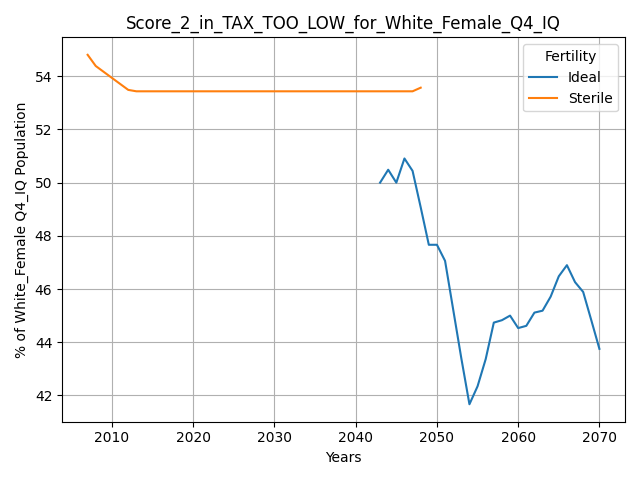 Score_2_in_TAX_TOO_LOW_for_White_Female_Q4_IQ
Fertility
Ideal
Sterile
% of White_Female Q4_IQ Population
54
52
50
48
46
44
42
2010 2020 2030 2040 2050 2060 2070
Years